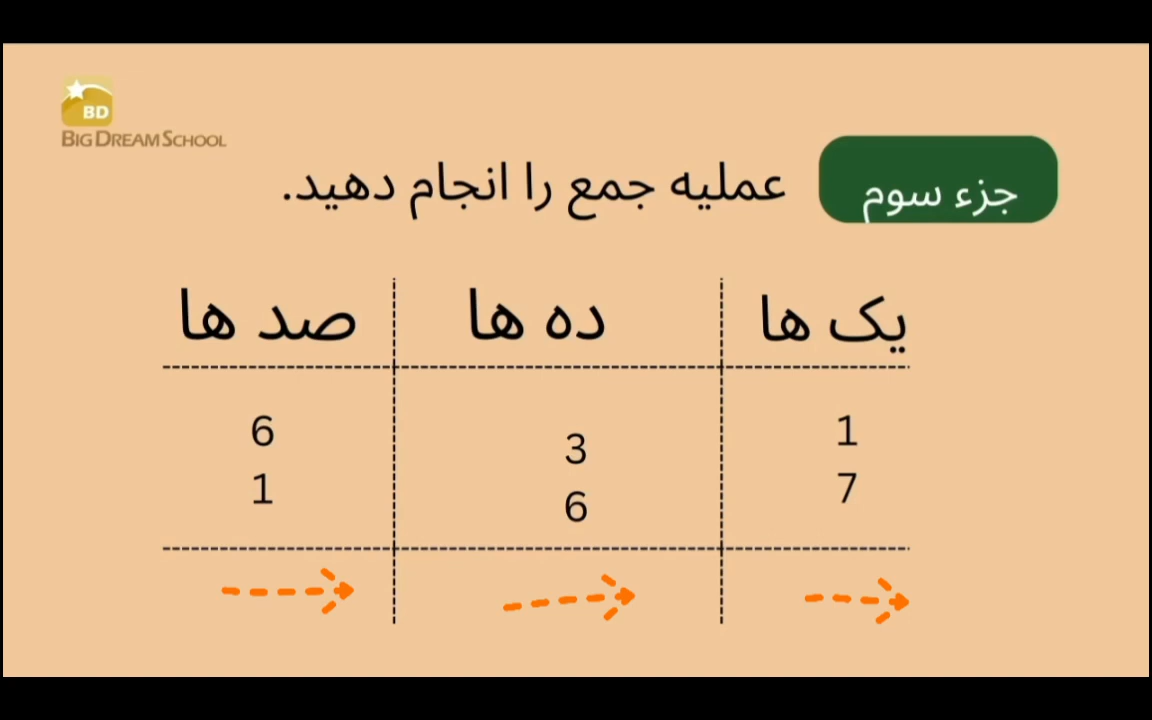 BD
BIG DREAM SCHOOL
جزء سوم
عملیه جمع را انجام دهید.
یک ها ده ها صد ها
1 3 6
7 6 1